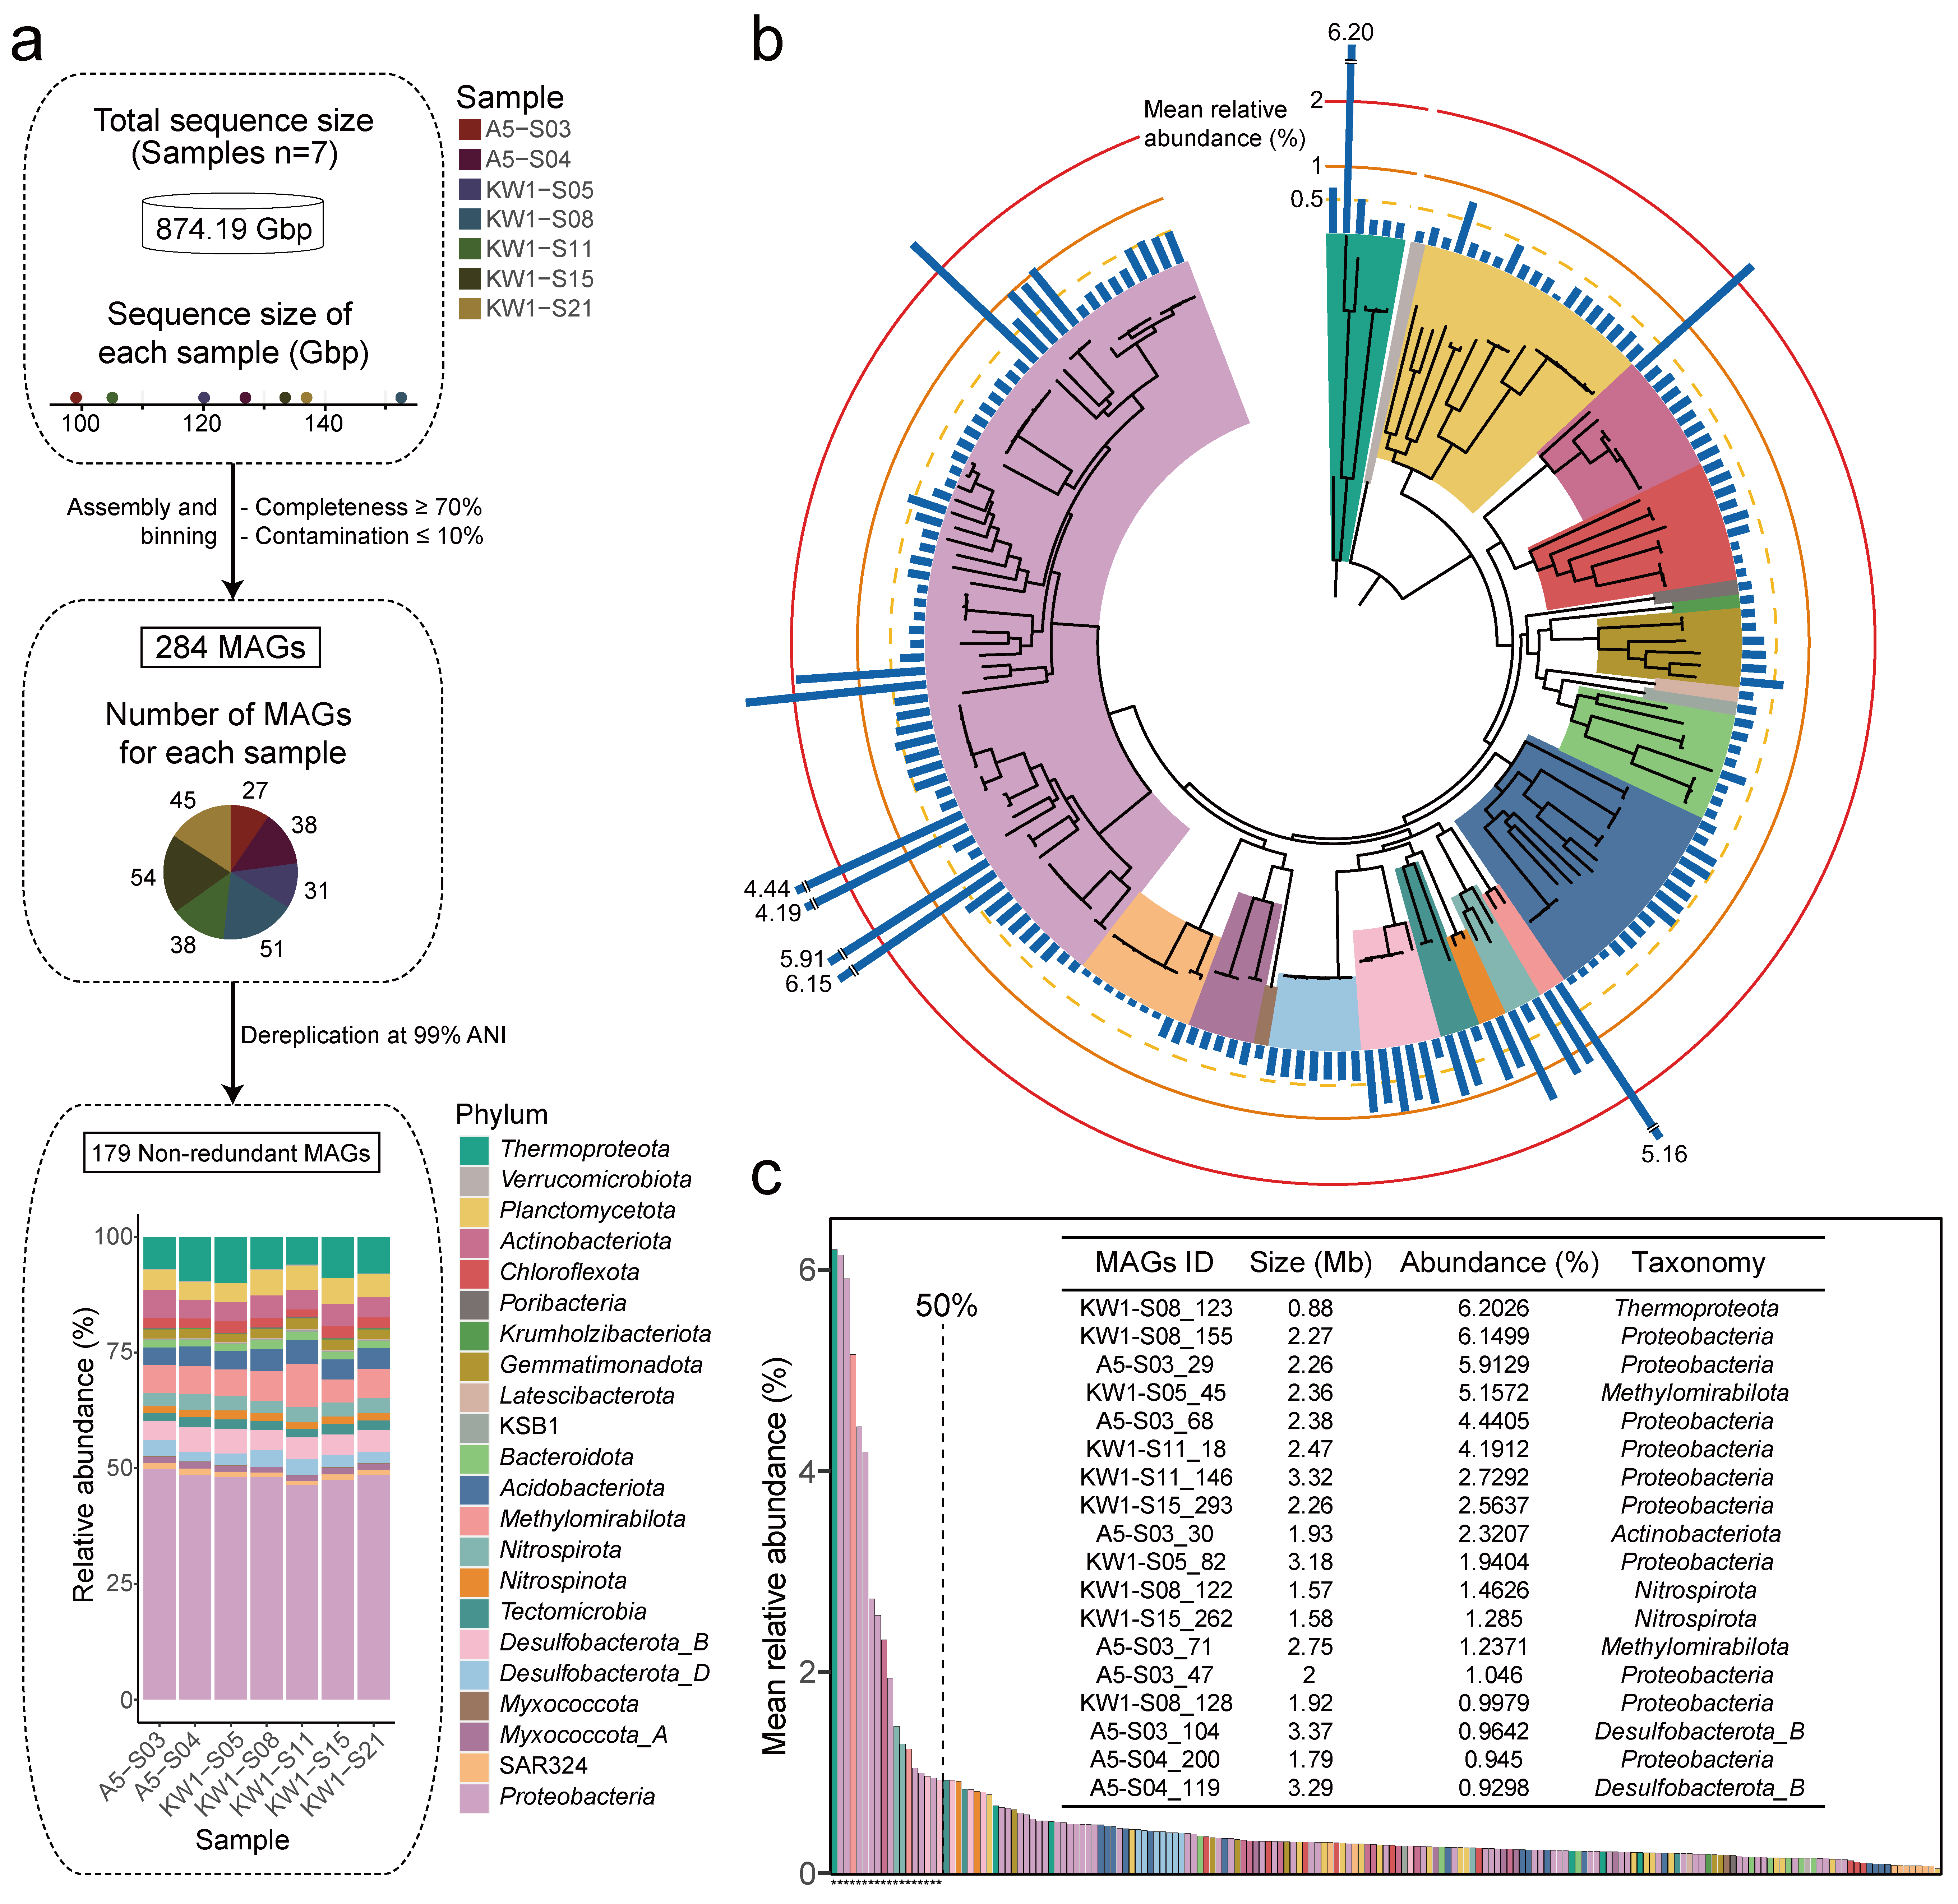 a
Total sequence size
(Samples n=7)
874.19 Gbp
Sequence size of
each sample (Gbp)
100 120 140
Sample
A5−S03
A5−S04
KW1−S05
KW1−S08
KW1−S11
KW1−S15
KW1−S21
Assembly and
binning
- Completeness ≥ 70%
- Contamination ≤ 10%
284 MAGs
Number of MAGs
for each sample
27
38
31
51
38
54
45
Dereplication at 99% ANI
179 Non-redundant MAGs
Relative abundance (%)
100
75
50
25
0
A5−S03
A5−S04
KW1−S05
KW1−S08
KW1−S11
KW1−S15
KW1−S21
Sample
Phylum
Thermoproteota
Verrucomicrobiota
Planctomycetota
Actinobacteriota
Chloroflexota
Poribacteria
Krumholzibacteriota
Gemmatimonadota
Latescibacterota
KSB1
Bacteroidota
Acidobacteriota
Methylomirabilota
Nitrospirota
Nitrospinota
Tectomicrobia
Desulfobacterota_B
Desulfobacterota_D
Myxococcota
Myxococcota_A
SAR324
Proteobacteria
b
Mean relative
abundance (%)
2
1
0.5
6.20
4.44
4.19
5.91
6.15
5.16
c
Mean relative abundance (%)
6
4
2
0
50%
******************
MAGs ID Size (Mb) Abundance (%) Taxonomy
KW1-S08_123 0.88 6.2026 Thermoproteota
KW1-S08_155 2.27 6.1499 Proteobacteria
A5-S03_29 2.26 5.9129 Proteobacteria
KW1-S05_45 2.36 5.1572 Methylomirabilota
A5-S03_68 2.38 4.4405 Proteobacteria
KW1-S11_18 2.47 4.1912 Proteobacteria
KW1-S11_146 3.32 2.7292 Proteobacteria
KW1-S15_293 2.26 2.5637 Proteobacteria
A5-S03_30 1.93 2.3207 Actinobacteriota
KW1-S05_82 3.18 1.9404 Proteobacteria
KW1-S08_122 1.57 1.4626 Nitrospirota
KW1-S15_262 1.58 1.285 Nitrospirota
A5-S03_71 2.75 1.2371 Methylomirabilota
A5-S03_47 2 1.046 Proteobacteria
KW1-S08_128 1.92 0.9979 Proteobacteria
A5-S03_104 3.37 0.9642 Desulfobacterota_B
A5-S04_200 1.79 0.945 Proteobacteria
A5-S04_119 3.29 0.9298 Desulfobacterota_B